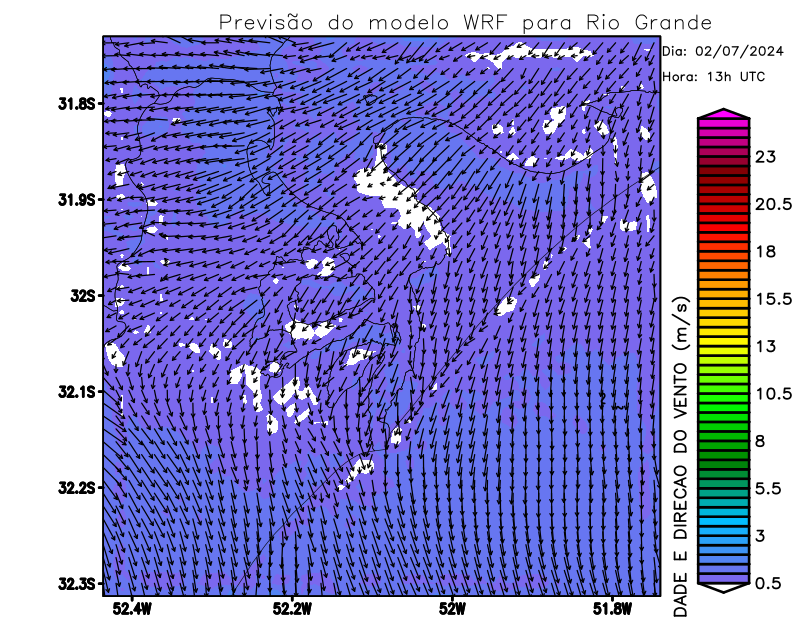 Previsão do modelo WRF para Rio Grande
Dia: 02/07/2024
Hora: 13h UTC
31.8S
31.9S
32S
32.1S
32.2S
32.3S
52.4W
52.2W
52W
51.8W
23
20.5
18
15.5
13
10.5
8
5.5
3
0.5
DADE E DIRECAO DO VENTO (m/s)